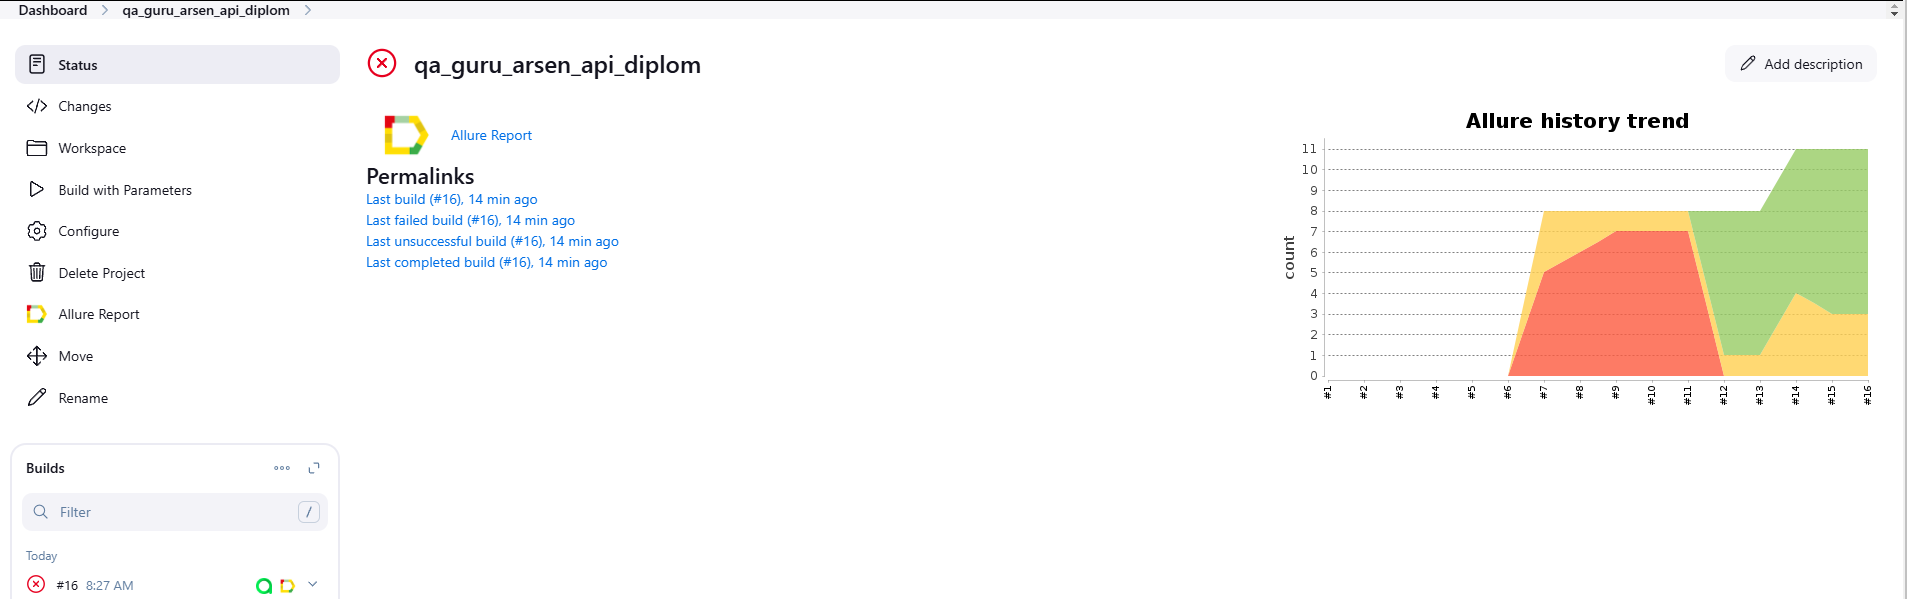 Dashboard qa_guru_arsen_api_diplom
Status
Changes
Workspace
Build with Parameters
Configure
Delete Project
Allure Report
Move
Rename
Builds
Filter /
Today
#16 8:27 AM
qa_guru_arsen_api_diplom
Add description
Allure Report
Permalinks
Last build (#16), 14 min ago
Last failed build (#16), 14 min ago
Last unsuccessful build (#16), 14 min ago
Last completed build (#16), 14 min ago
Allure history trend
count
11
10
9
8
7
6
5
4
3
2
1
0
#1 #2 #3 #4 #5 #6 #7 #8 #9 #10 #11 #12 #13 #14 #15 #16